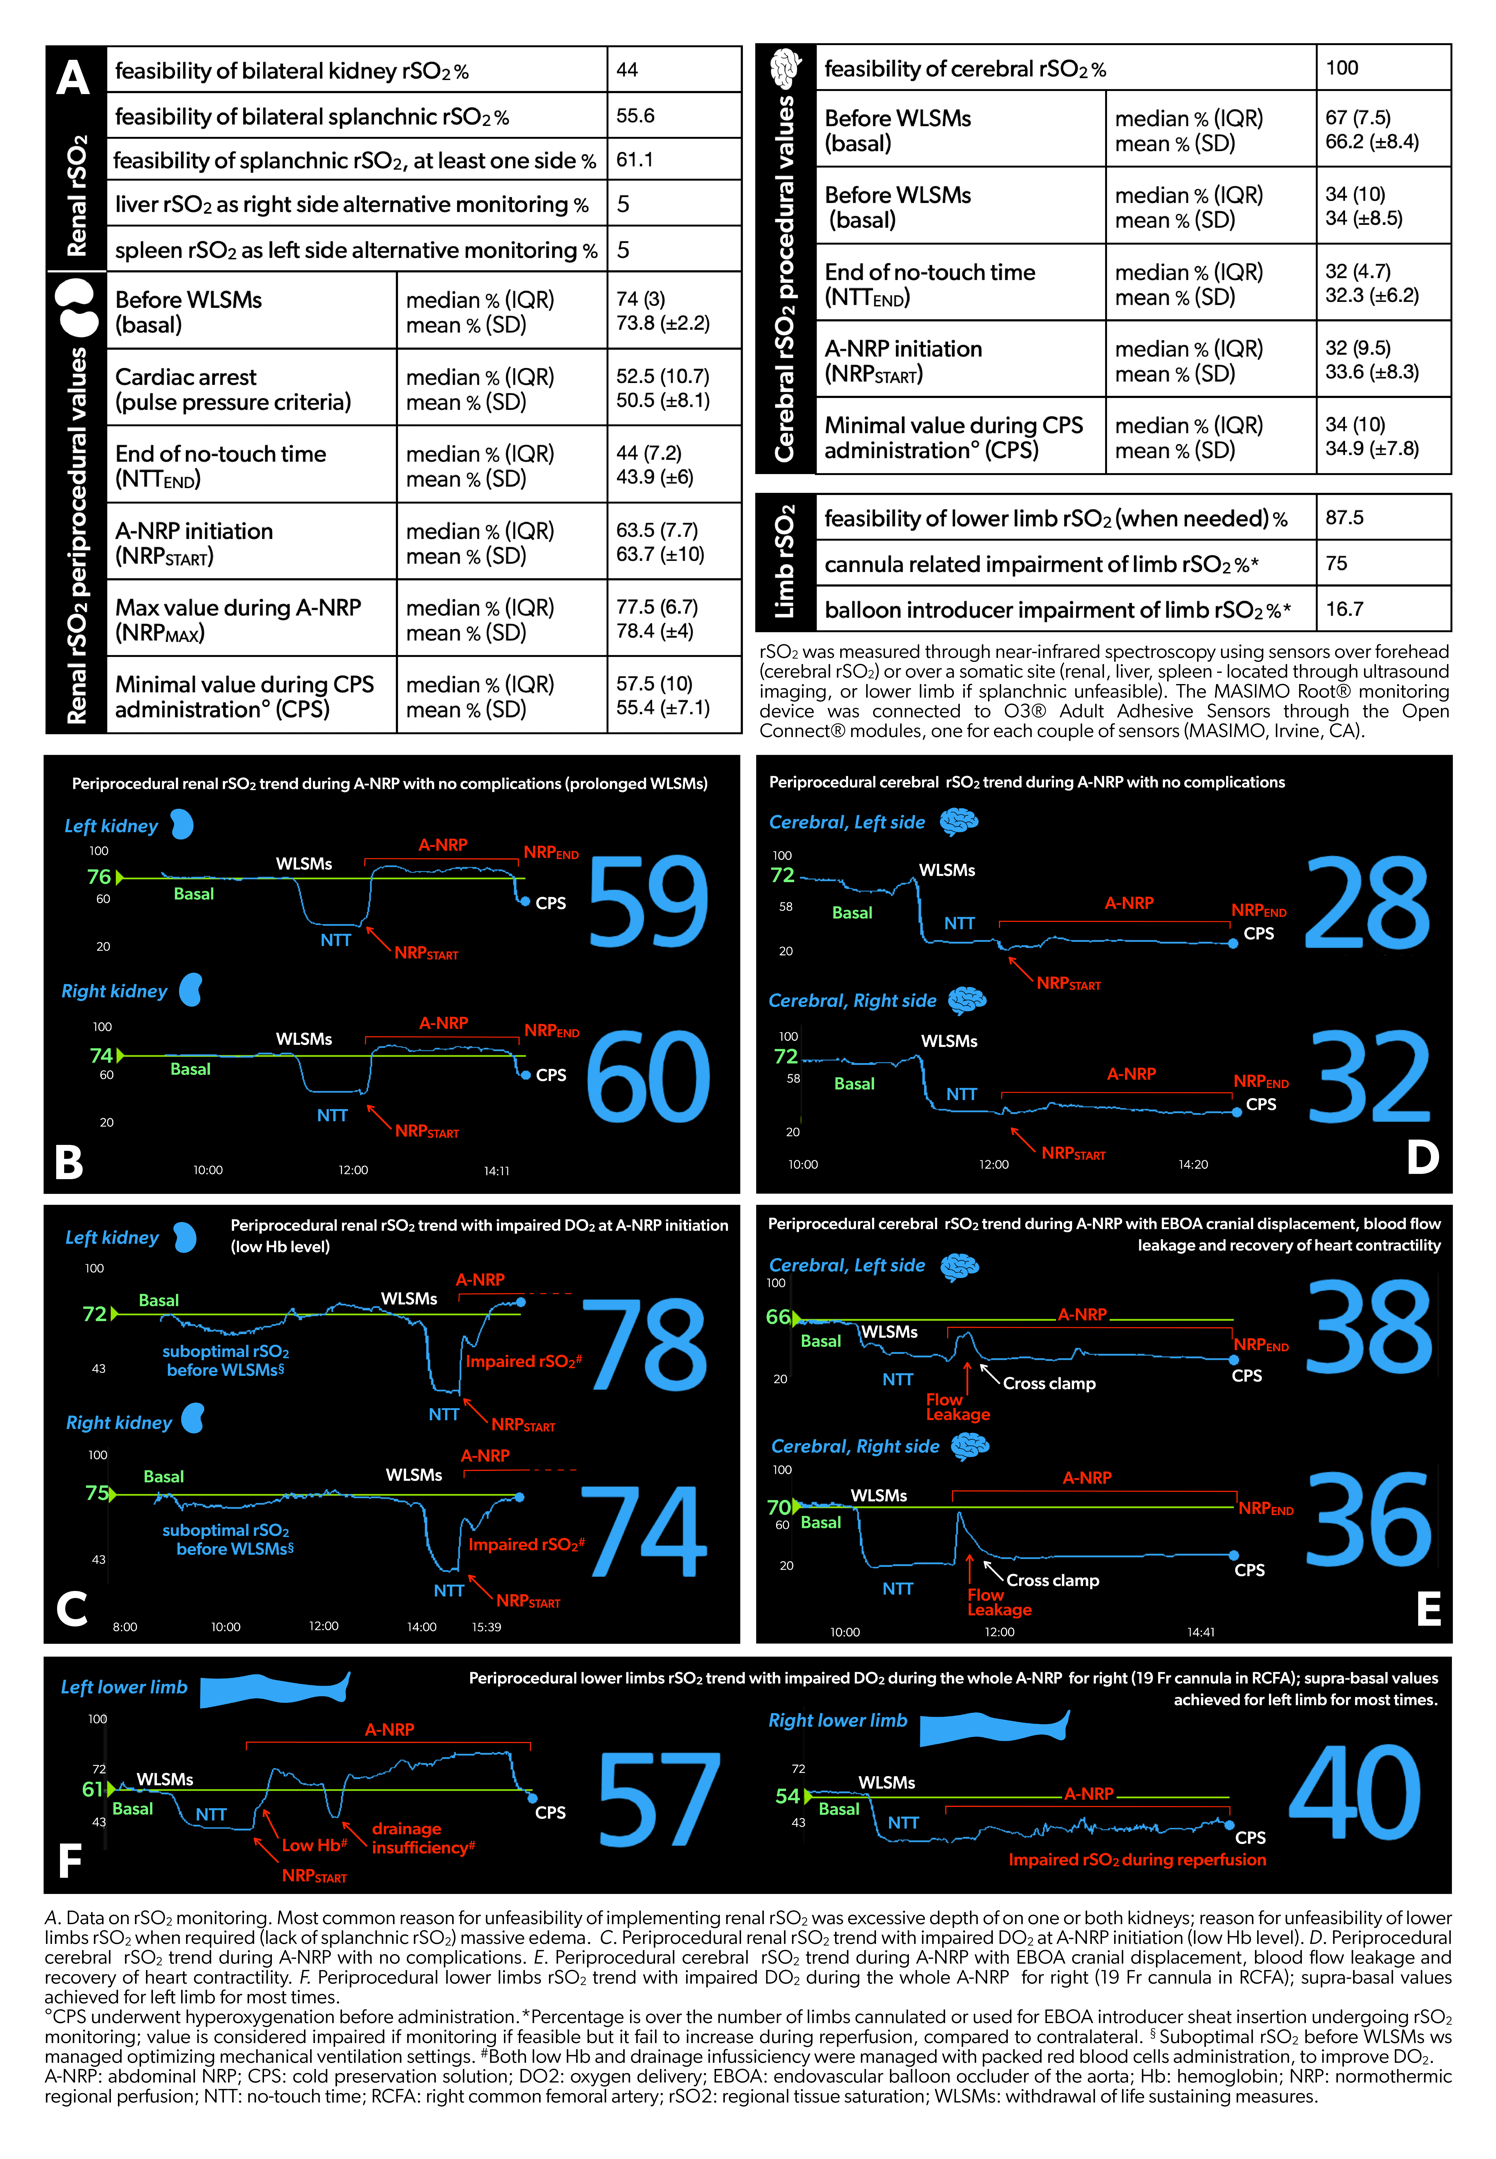 A
Renal rSO₂
feasibility of bilateral kidney rSO₂ % 44
feasibility of bilateral splanchnic rSO₂ % 55.6
feasibility of splanchnic rSO₂, at least one side % 61.1
liver rSO₂ as right side alternative monitoring % 5
spleen rSO₂ as left side alternative monitoring % 5
Renal rSO₂ periprocedural values
Before WLSMs median % (IQR) 74 (3)
(basal) mean % (SD) 73.8 (±2.2)
Cardiac arrest median % (IQR) 52.5 (10.7)
(pulse pressure criteria) mean % (SD) 50.5 (±8.1)
End of no-touch time median % (IQR) 44 (7.2)
(NTTEND) mean % (SD) 43.9 (±6)
A-NRP initiation median % (IQR) 63.5 (7.7)
(NRPSTART) mean % (SD) 63.7 (±10)
Max value during A-NRP median % (IQR) 77.5 (6.7)
(NRPMAX) mean % (SD) 78.4 (±4)
Minimal value during CPS median % (IQR) 57.5 (10)
administration° (CPS) mean % (SD) 55.4 (±7.1)
Cerebral rSO₂ procedural values
feasibility of cerebral rSO₂ % 100
Before WLSMs median % (IQR) 67 (7.5)
(basal) mean % (SD) 66.2 (±8.4)
Before WLSMs median % (IQR) 34 (10)
(basal) mean % (SD) 34 (±8.5)
End of no-touch time median % (IQR) 32 (4.7)
(NTTEND) mean % (SD) 32.3 (±6.2)
A-NRP initiation median % (IQR) 32 (9.5)
(NRPSTART) mean % (SD) 33.6 (±8.3)
Minimal value during CPS median % (IQR) 34 (10)
administration° (CPS) mean % (SD) 34.9 (±7.8)
Limb rSO₂
feasibility of lower limb rSO₂ (when needed) % 87.5
cannula related impairment of limb rSO₂ %* 75
balloon introducer impairment of limb rSO₂ %* 16.7
rSO₂ was measured through near-infrared spectroscopy using sensors over forehead
(cerebral rSO₂) or over a somatic site (renal, liver, spleen - located through ultrasound
imaging, or lower limb if splanchnic unfeasible). The MASIMO Root® monitoring
device was connected to O3® Adult Adhesive Sensors through the Open
Connect® modules, one for each couple of sensors (MASIMO, Irvine, CA).
Periprocedural renal rSO₂ trend during A-NRP with no complications (prolonged WLSMs)
Left kidney
100
76
60
20
Basal
WLSMs
NTT
A-NRP
NRPSTART
NRPEND
CPS
59
Right kidney
100
74
60
20
Basal
WLSMs
NTT
A-NRP
NRPSTART
NRPEND
CPS
60
10:00 12:00 14:11
B
Periprocedural cerebral rSO₂ trend during A-NRP with no complications
Cerebral, Left side
100
72
58
20
Basal
WLSMs
NTT
A-NRP
NRPSTART
NRPEND
CPS
28
Cerebral, Right side
100
72
58
20
Basal
WLSMs
NTT
A-NRP
NRPSTART
NRPEND
CPS
32
10:00 12:00 14:20
D
Periprocedural renal rSO₂ trend with impaired DO₂ at A-NRP initiation
(low Hb level)
Left kidney
100
72
43
Basal
suboptimal rSO₂
before WLSMs§
WLSMs
NTT
A-NRP
Impaired rSO₂#
NRPSTART
78
Right kidney
100
75
43
Basal
suboptimal rSO₂
before WLSMs§
WLSMs
NTT
A-NRP
Impaired rSO₂#
NRPSTART
74
8:00 10:00 12:00 14:00 15:39
C
Periprocedural cerebral rSO₂ trend during A-NRP with EBOA cranial displacement, blood flow
leakage and recovery of heart contractility
Cerebral, Left side
100
66
20
Basal
WLSMs
NTT
A-NRP
Flow
Leakage
Cross clamp
NRPEND
CPS
38
Cerebral, Right side
100
70
60
20
Basal
WLSMs
NTT
A-NRP
Flow
Leakage
Cross clamp
NRPEND
CPS
36
10:00 12:00 14:41
E
Periprocedural lower limbs rSO₂ trend with impaired DO₂ during the whole A-NRP for right (19 Fr cannula in RCFA); supra-basal values
achieved for left limb for most times.
Left lower limb
100
72
61
43
Basal
WLSMs
NTT
A-NRP
Low Hb#
NRPSTART
drainage
insufficiency#
CPS
57
Right lower limb
72
54
43
Basal
WLSMs
NTT
A-NRP
Impaired rSO₂ during reperfusion
CPS
40
F
A. Data on rSO₂ monitoring. Most common reason for unfeasibility of implementing renal rSO₂ was excessive depth of on one or both kidneys; reason for unfeasibility of lower
limbs rSO₂ when required (lack of splanchnic rSO₂) massive edema. C. Periprocedural renal rSO₂ trend with impaired DO₂ at A-NRP initiation (low Hb level). D. Periprocedural
cerebral rSO₂ trend during A-NRP with no complications. E. Periprocedural cerebral rSO₂ trend during A-NRP with EBOA cranial displacement, blood flow leakage and
recovery of heart contractility. F. Periprocedural lower limbs rSO₂ trend with impaired DO₂ during the whole A-NRP for right (19 Fr cannula in RCFA); supra-basal values
achieved for left limb for most times.
°CPS underwent hyperoxygenation before administration. *Percentage is over the number of limbs cannulated or used for EBOA introducer sheat insertion undergoing rSO₂
monitoring; value is considered impaired if monitoring if feasible but it fail to increase during reperfusion, compared to contralateral. § Suboptimal rSO₂ before WLSMs ws
managed optimizing mechanical ventilation settings. #Both low Hb and drainage infussiciency were managed with packed red blood cells administration, to improve DO₂.
A-NRP: abdominal NRP; CPS: cold preservation solution; DO2: oxygen delivery; EBOA: endovascular balloon occluder of the aorta; Hb: hemoglobin; NRP: normothermic
regional perfusion; NTT: no-touch time; RCFA: right common femoral artery; rSO2: regional tissue saturation; WLSMs: withdrawal of life sustaining measures.